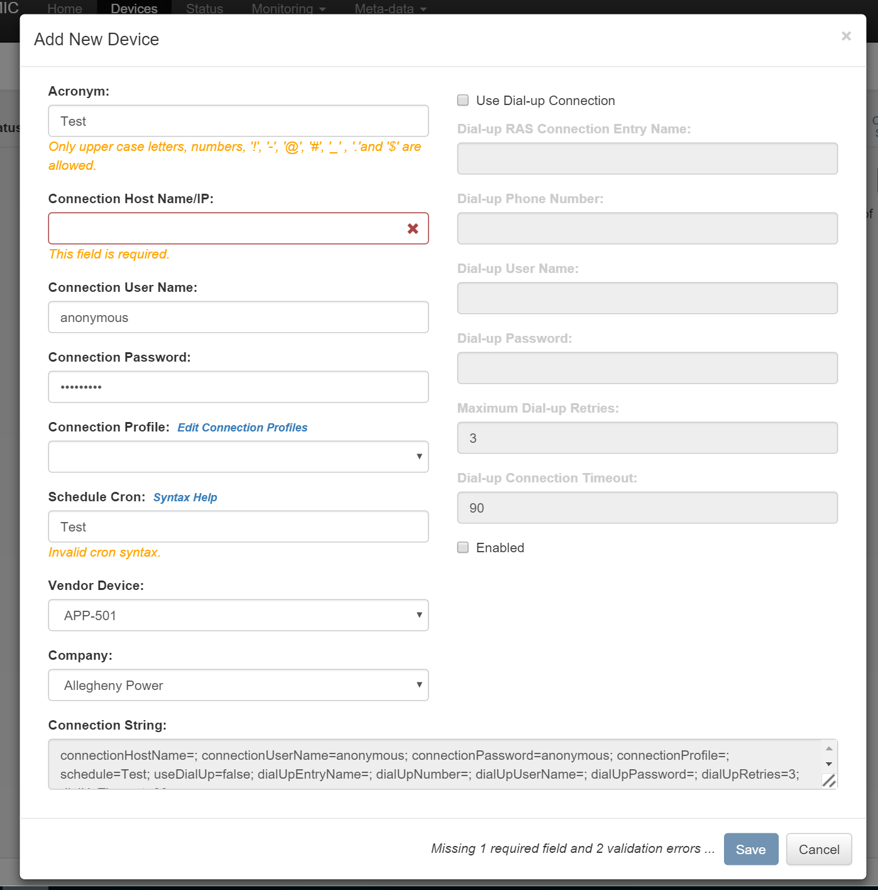 MIC Home Devices Status Monitoring Meta-data
Add New Device ×
Acronym:
Test
Only upper case letters, numbers, '!', '-', '@', '#', '_' , '.'and '$' are
allowed.
Connection Host Name/IP:
This field is required.
Connection User Name:
anonymous
Connection Password:
•••••••••
Connection Profile: Edit Connection Profiles
Schedule Cron: Syntax Help
Test
Invalid cron syntax.
Vendor Device:
APP-501
Company:
Allegheny Power
Use Dial-up Connection
Dial-up RAS Connection Entry Name:
Dial-up Phone Number:
Dial-up User Name:
Dial-up Password:
Maximum Dial-up Retries:
3
Dial-up Connection Timeout:
90
Enabled
Connection String:
connectionHostName=; connectionUserName=anonymous; connectionPassword=anonymous; connectionProfile=;
schedule=Test; useDialUp=false; dialUpEntryName=; dialUpNumber=; dialUpUserName=; dialUpPassword=; dialUpRetries=3;
Missing 1 required field and 2 validation errors ...
Save
Cancel